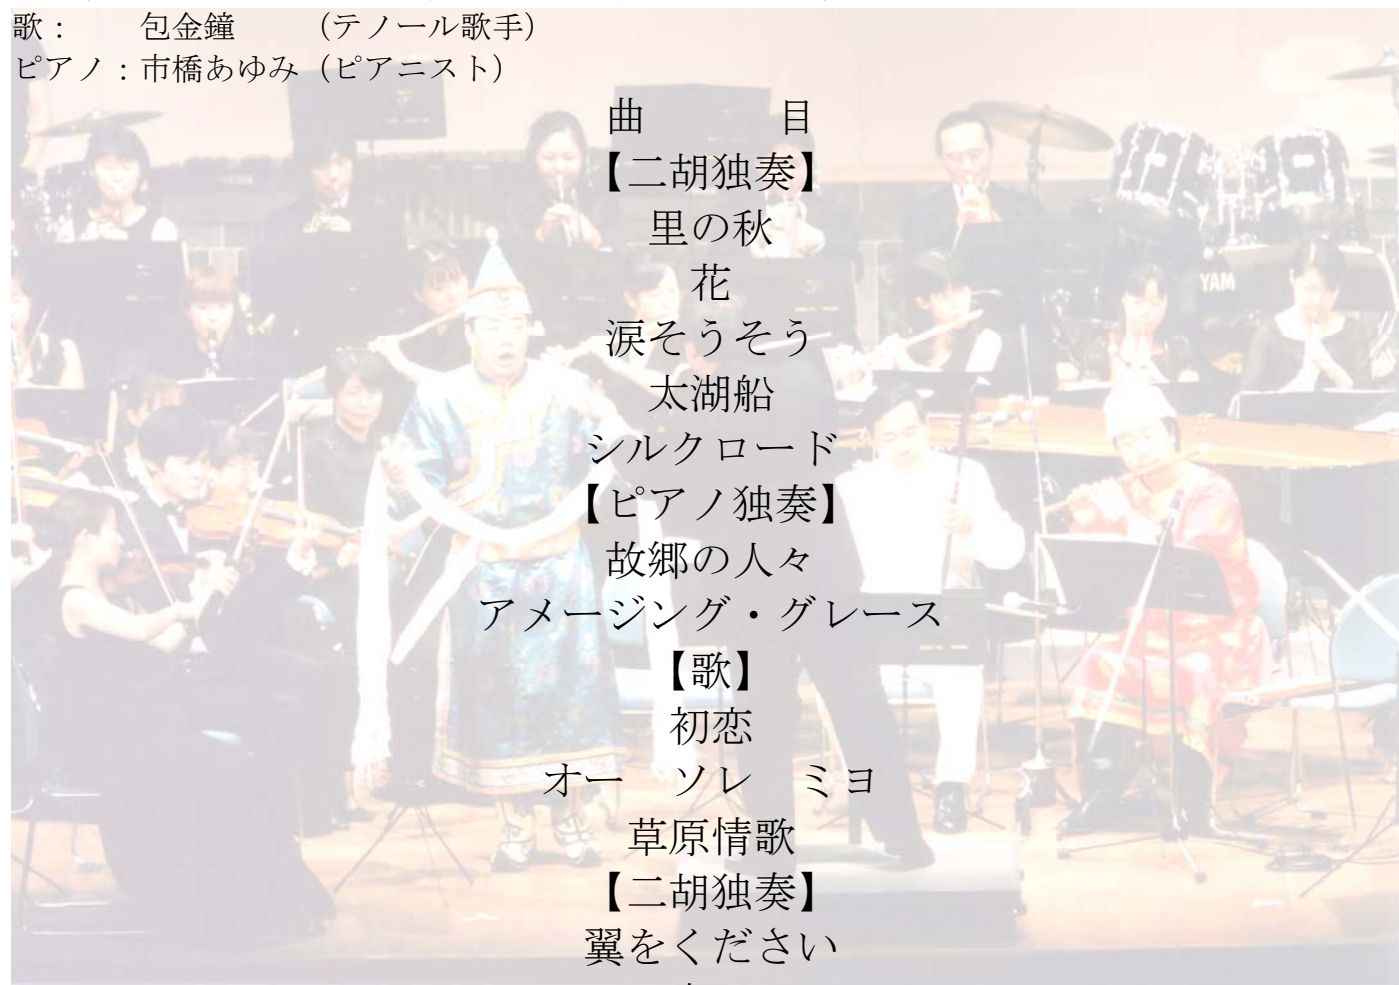 歌：　　包金鐘　　（テノール歌手）
ピアノ：市橋あゆみ（ピアニスト）
曲　　　目
【二胡独奏】
里の秋
花
涙そうそう
太湖船
シルクロード
【ピアノ独奏】
故郷の人々
アメージング・グレース
【歌】
初恋
オー　ソレ　ミヨ
草原情歌
【二胡独奏】
翼をください